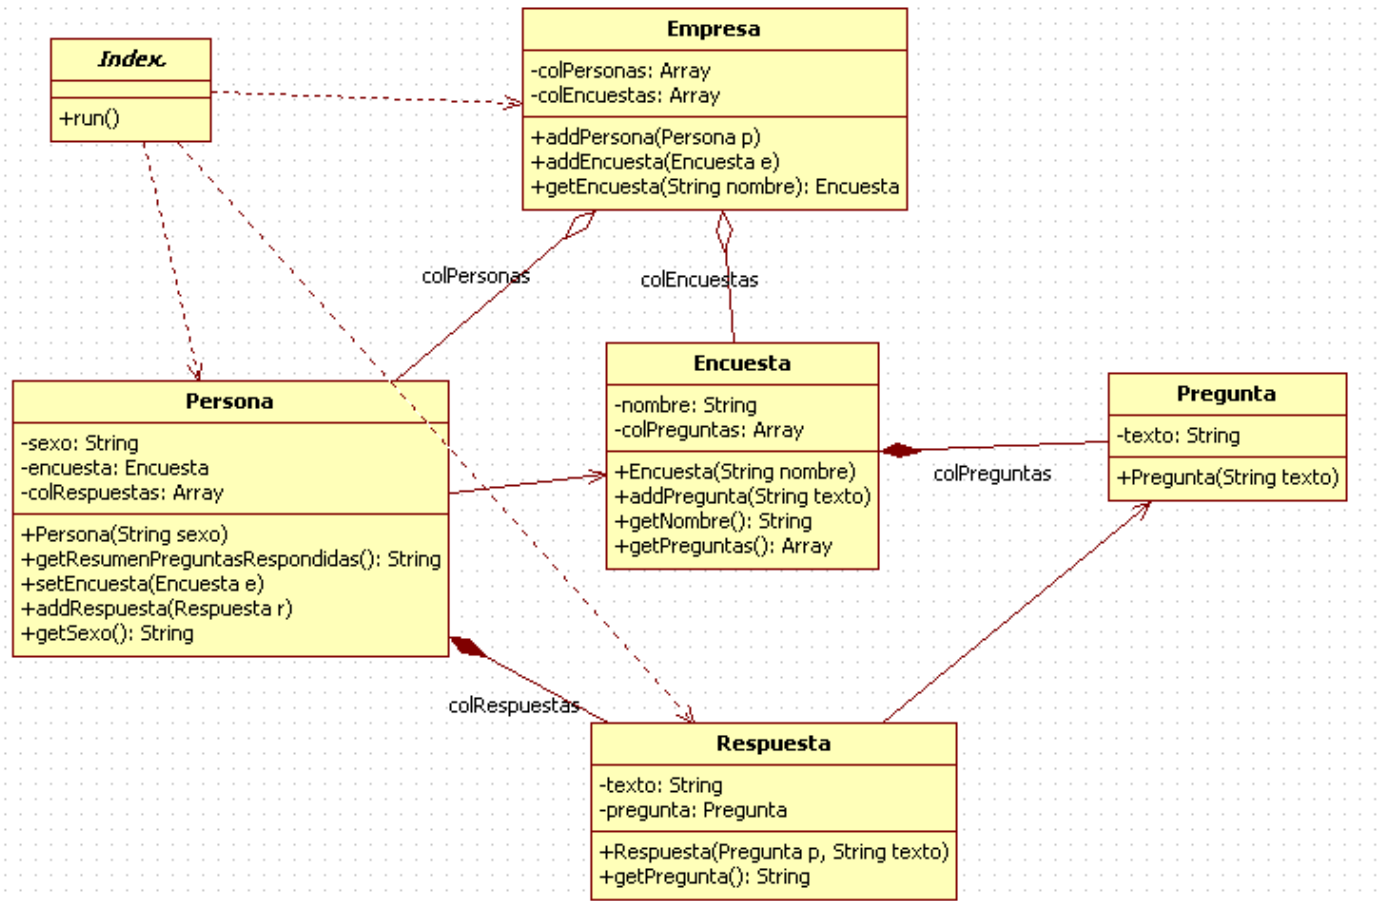 Index
+run()
Empresa
-colPersonas: Array
-colEncuestas: Array
+addPersona(Persona p)
+addEncuesta(Encuesta e)
+getEncuesta(String nombre): Encuesta
colPersonas
colEncuestas
Persona
-sexo: String
-encuesta: Encuesta
-colRespuestas: Array
+Persona(String sexo)
+getResumenPreguntasRespondidas(): String
+setEncuesta(Encuesta e)
+addRespuesta(Respuesta r)
+getSexo(): String
Encuesta
-nombre: String
-colPreguntas: Array
+Encuesta(String nombre)
+addPregunta(String texto)
+getNombre(): String
+getPreguntas(): Array
colPreguntas
Pregunta
-texto: String
+Pregunta(String texto)
colRespuestas
Respuesta
-texto: String
-pregunta: Pregunta
+Respuesta(Pregunta p, String texto)
+getPregunta(): String